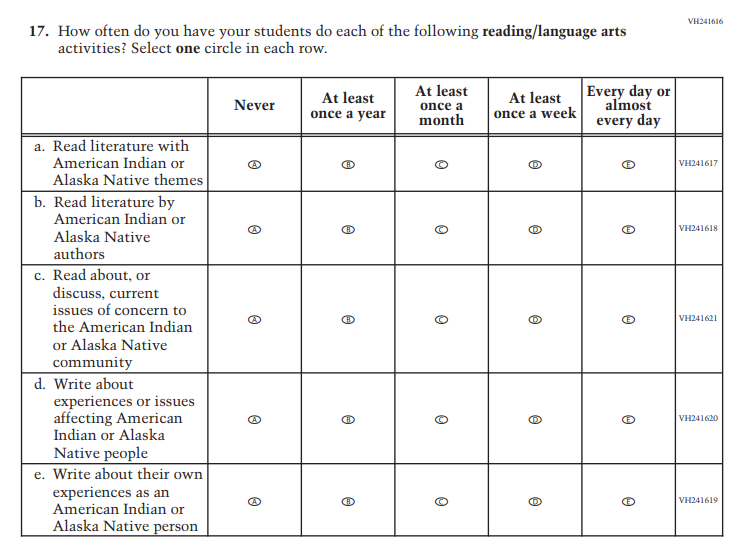 VH241616
17. How often do you have your students do each of the following reading/language arts
activities? Select one circle in each row.
Never
At least
once a year
At least
once a
month
At least
once a week
Every day or
almost
every day
a. Read literature with
American Indian or
Alaska Native themes
A B C D E VH241617
b. Read literature by
American Indian or
Alaska Native
authors
A B C D E VH241618
c. Read about, or
discuss, current
issues of concern to
the American Indian
or Alaska Native
community
A B C D E VH241621
d. Write about
experiences or issues
affecting American
Indian or Alaska
Native people
A B C D E VH241620
e. Write about their own
experiences as an
American Indian or
Alaska Native person
A B C D E VH241619